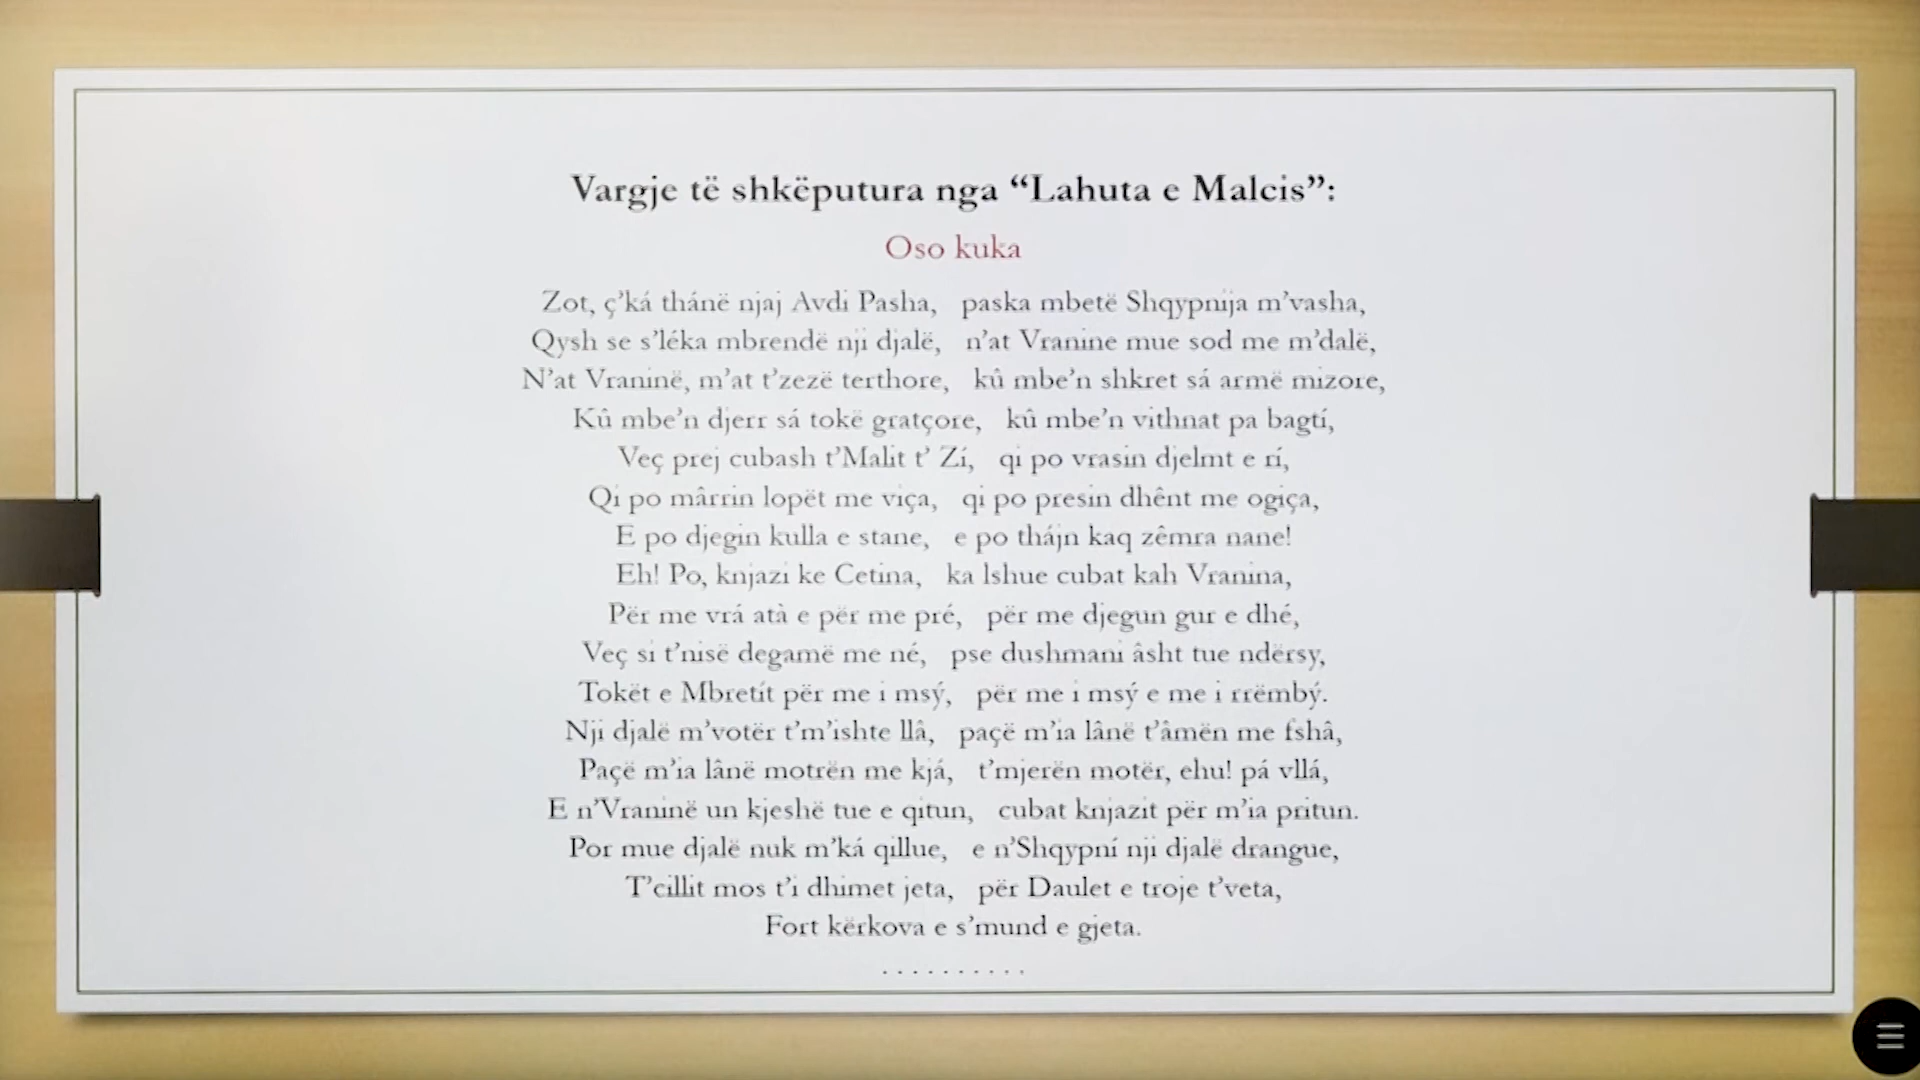 Vargje të shkëputura nga “Lahuta e Malcis”:
Oso kuka
Zot, ç’ká thánë njaj Avdi Pasha, paska mbetë Shqypnija m’vasha,
Qysh se s’léka mbrendë nji djalë, n’at Vranine mue sod me m’dalë,
N’at Vraninë, m’at t’zezë terthore, kû mbe’n shkret sá armë mizore,
Kû mbe’n djerr sá tokë gratçore, kû mbe’n vithnat pa bagtí,
Veç prej cubash t’Malit t’ Zí, qi po vrasin djelmt e rí,
Qi po mârrin lopët me viça, qi po presin dhênt me ogiça,
E po djegin kulla e stane, e po thájn kaq zêmra nane!
Eh! Po, knjazi ke Cetina, ka lshue cubat kah Vranina,
Për me vrá atà e për me pré, për me djegun gur e dhé,
Veç si t’nisë degamë me né, pse dushmani âsht tue ndërsy,
Tokët e Mbretít për me i msý, për me i msý e me i rrëmbý.
Nji djalë m’votër t’m’ishte llâ, paçë m’ia lânë t’âmën me fshâ,
Paçë m’ia lânë motrën me kjá, t’mjerën motër, ehu! pá vllá,
E n’Vraninë un kjeshë tue e qitun, cubat knjazit për m’ia pritun.
Por mue djalë nuk m’ká qillue, e n’Shqypní nji djalë drangue,
T’cillit mos t’i dhimet jeta, për Daulet e troje t’veta,
Fort kërkova e s’mund e gjeta.
. . . . . . . . . .